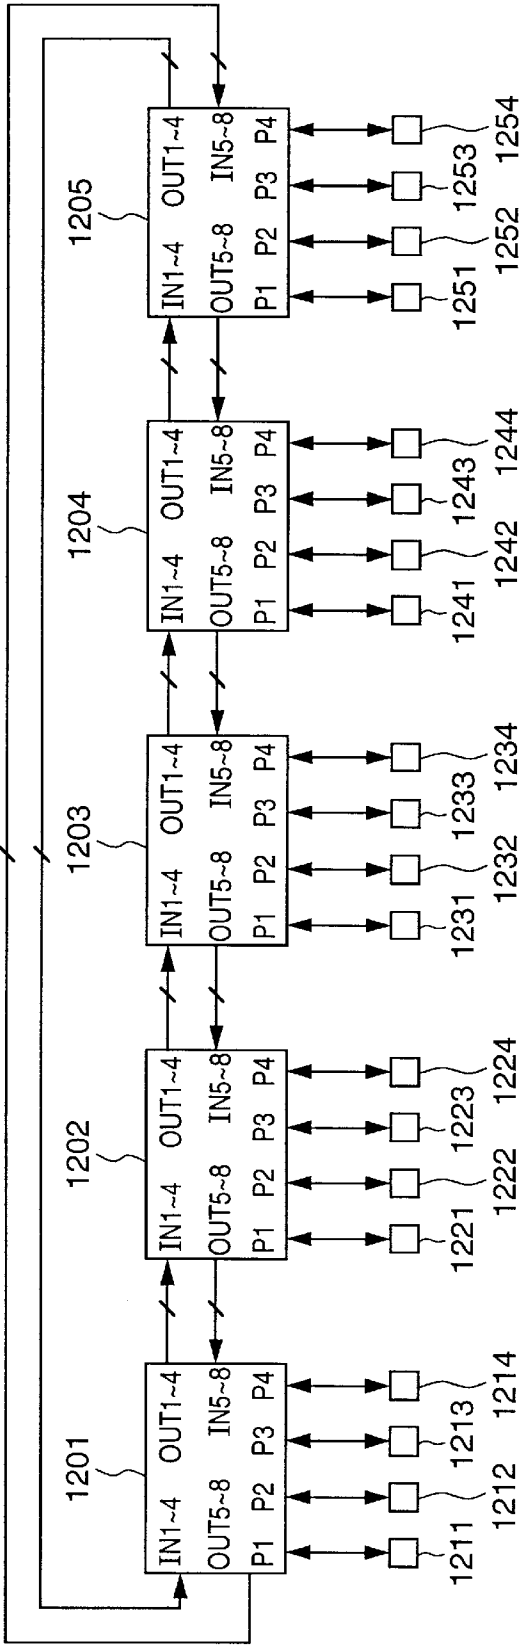 1201
1202
1203
1204
1205
IN1~4 OUT1~4
OUT5~8 IN5~8
P1 P2 P3 P4
IN1~4 OUT1~4
OUT5~8 IN5~8
P1 P2 P3 P4
IN1~4 OUT1~4
OUT5~8 IN5~8
P1 P2 P3 P4
IN1~4 OUT1~4
OUT5~8 IN5~8
P1 P2 P3 P4
IN1~4 OUT1~4
OUT5~8 IN5~8
P1 P2 P3 P4
1211 1212 1213 1214
1221 1222 1223 1224
1231 1232 1233 1234
1241 1242 1243 1244
1251 1252 1253 1254